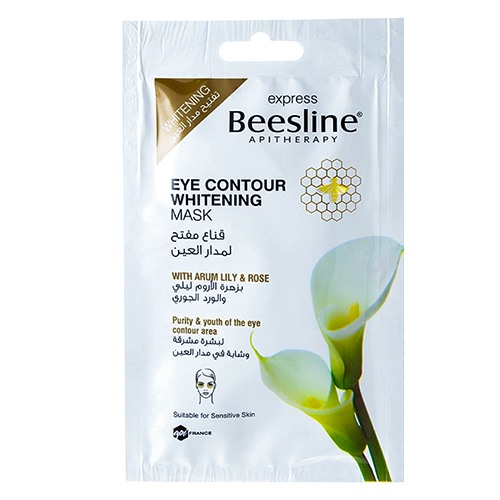 WHITENING
تفتيح مدار العين
express
Beesline®
APITHERAPY
EYE CONTOUR
WHITENING
MASK
قناع مفتح
لمدار العين
WITH ARUM LILY & ROSE
بزهرة الأروم ليلي
والورد الجوري
Purity & youth of the eye
contour area
لبشرة مشرقة
وشابة في مدار العين
Suitable for Sensitive Skin
FRANCE